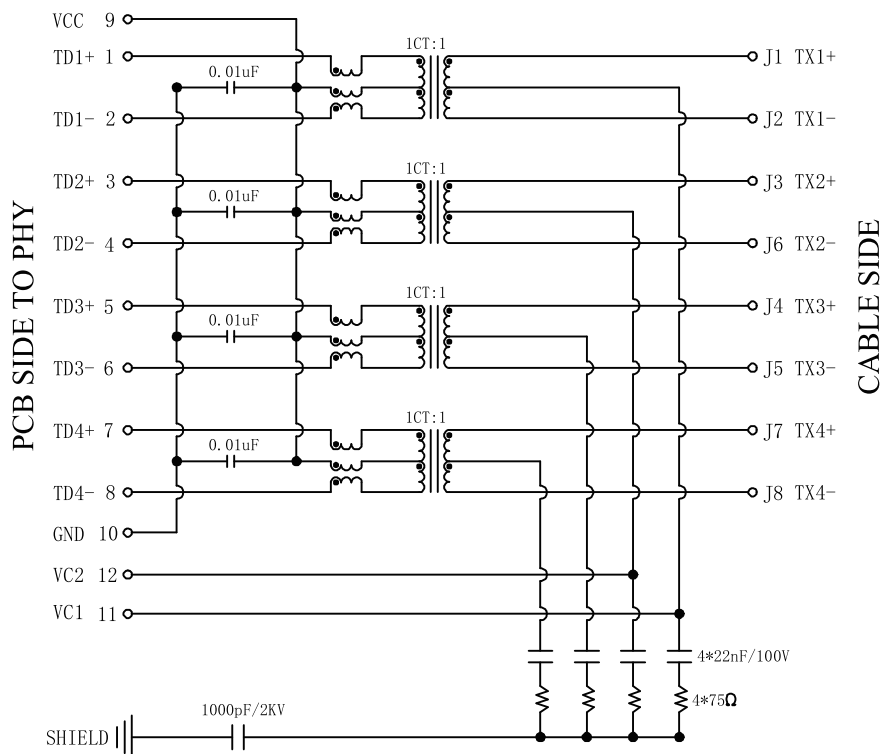 VCC 9
TD1+ 1
1CT:1
J1 TX1+
0.01uF
TD1- 2
J2 TX1-
TD2+ 3
1CT:1
J3 TX2+
0.01uF
TD2- 4
J6 TX2-
TD3+ 5
1CT:1
J4 TX3+
0.01uF
TD3- 6
J5 TX3-
TD4+ 7
1CT:1
J7 TX4+
0.01uF
TD4- 8
J8 TX4-
GND 10
VC2 12
VC1 11
4*22nF/100V
4*75Ω
1000pF/2KV
SHIELD
PCB SIDE TO PHY
CABLE SIDE